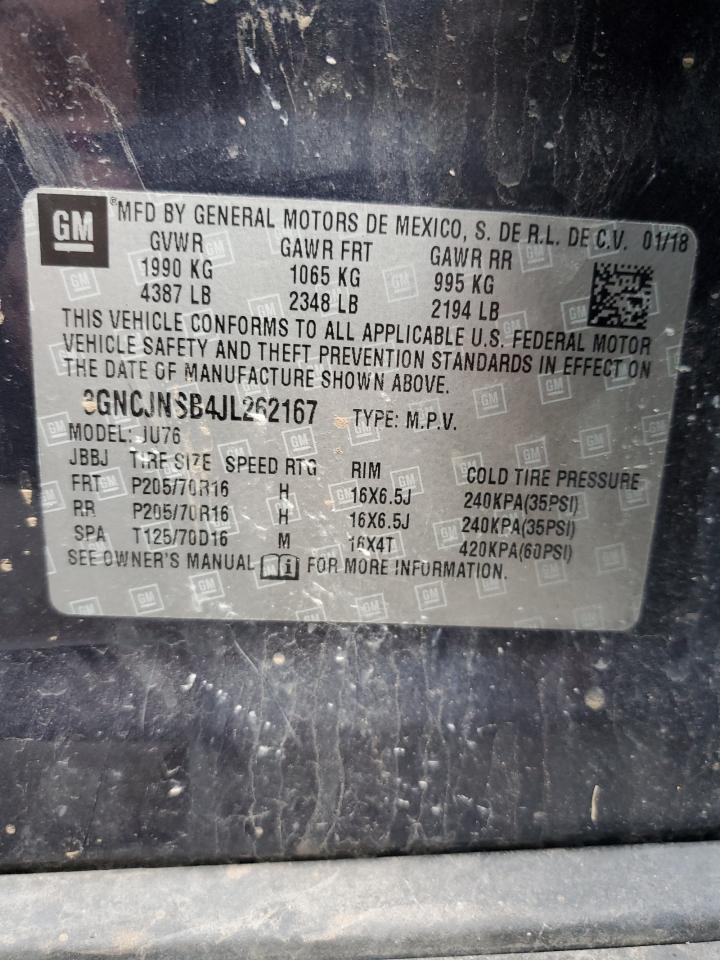 GM ® MFD BY GENERAL MOTORS DE MEXICO, S. DE R.L. DE C.V. 01/18
GVWR GAWR FRT GAWR RR
1990 KG 1065 KG 995 KG
4387 LB 2348 LB 2194 LB
THIS VEHICLE CONFORMS TO ALL APPLICABLE U.S. FEDERAL MOTOR
VEHICLE SAFETY AND THEFT PREVENTION STANDARDS IN EFFECT ON
THE DATE OF MANUFACTURE SHOWN ABOVE.
3GNCJNSB4JL262167 TYPE: M.P.V.
MODEL: JU76
JBBJ TIRE SIZE SPEED RTG RIM COLD TIRE PRESSURE
FRT P205/70R16 H 16X6.5J 240KPA(35PSI)
RR P205/70R16 H 16X6.5J 240KPA(35PSI)
SPA T125/70D16 M 16X4T 420KPA(60PSI)
SEE OWNER'S MANUAL i FOR MORE INFORMATION.